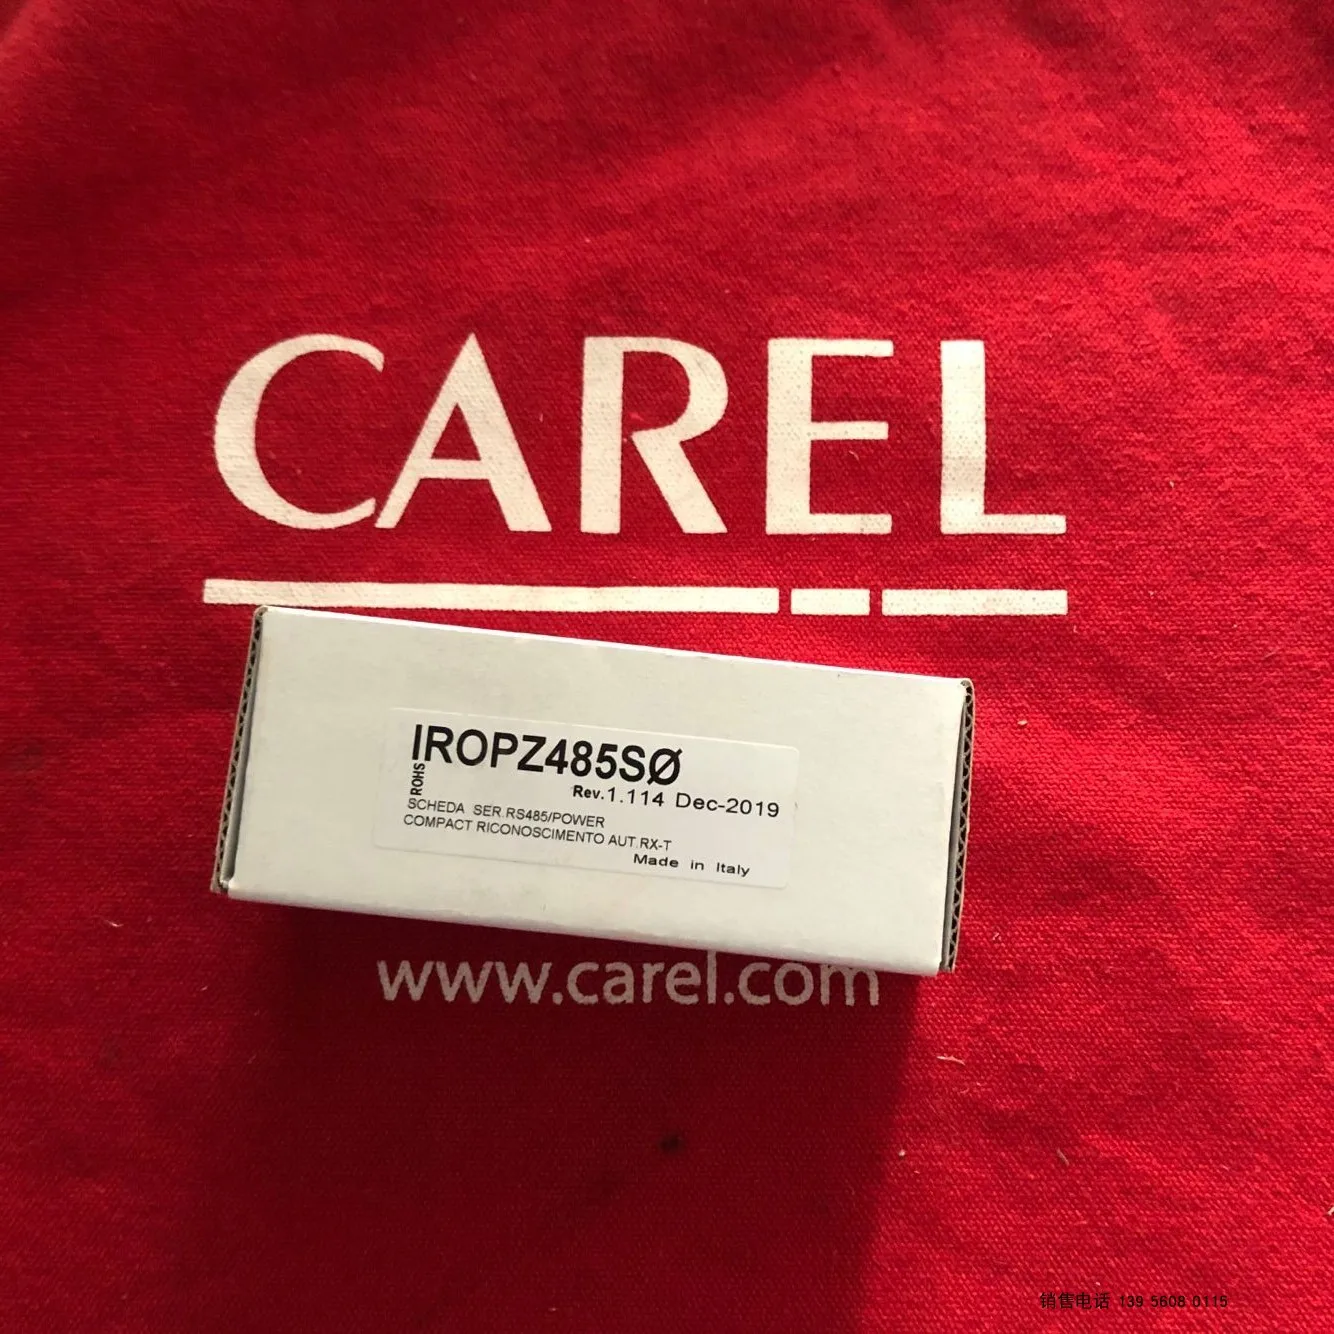 CAREL
IROPZ485SØ
ROHS
Rev.1.114 Dec-2019
SCHEDA SER.RS485/POWER
COMPACT RICONOSCIMENTO AUT.RX-T
Made in Italy
www.carel.com
销售电话 139 5608 0115